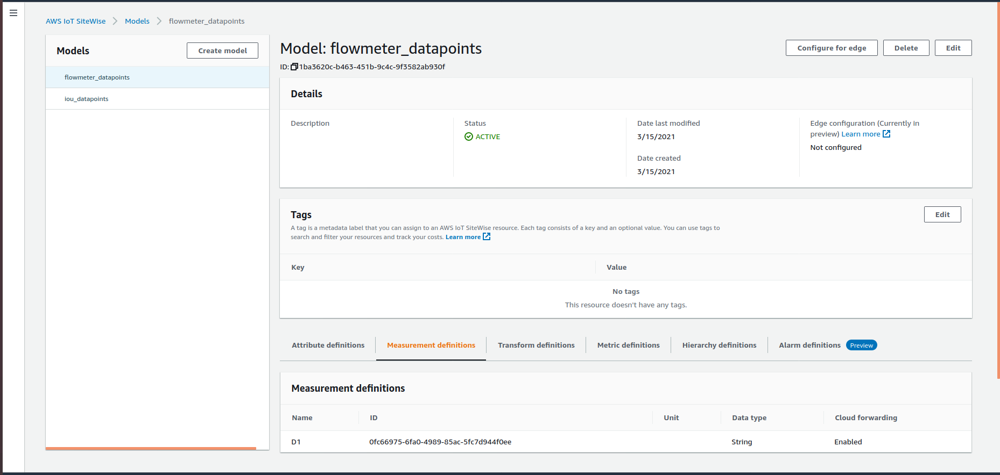 AWS IoT SiteWise > Models > flowmeter_datapoints
Models
Create model
flowmeter_datapoints
iou_datapoints
Model: flowmeter_datapoints
Configure for edge
Delete
Edit
ID: 1ba3620c-b463-451b-9c4c-9f3582ab930f
Details
Description
Status
ACTIVE
Date last modified
3/15/2021
Date created
3/15/2021
Edge configuration (Currently in
preview) Learn more
Not configured
Tags
Edit
A tag is a metadata label that you can assign to an AWS IoT SiteWise resource. Each tag consists of a key and an optional value. You can use tags to
search and filter your resources and track your costs. Learn more
Key Value
No tags
This resource doesn't have any tags.
Attribute definitions Measurement definitions Transform definitions Metric definitions Hierarchy definitions Alarm definitions Preview
Measurement definitions
Name ID Unit Data type Cloud forwarding
D1 0fc66975-6fa0-4989-85ac-5fc7d944f0ee String Enabled